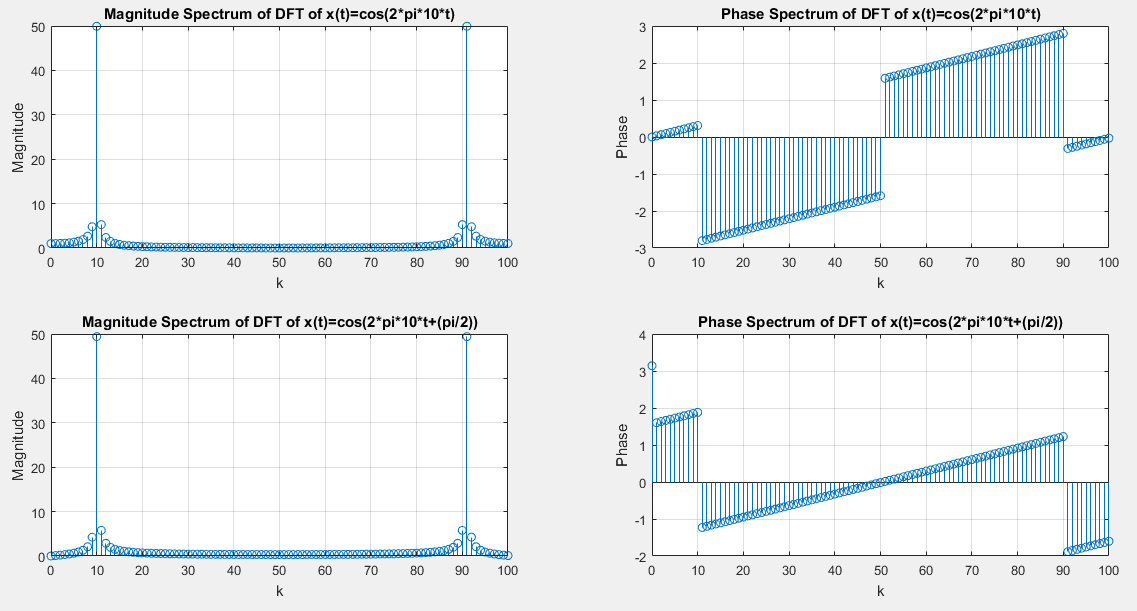 Magnitude Spectrum of DFT of x(t)=cos(2*pi*10*t)
50
40
30
20
10
0
Magnitude
0 10 20 30 40 50 60 70 80 90 100
k
Phase Spectrum of DFT of x(t)=cos(2*pi*10*t)
3
2
1
0
-1
-2
-3
Phase
0 10 20 30 40 50 60 70 80 90 100
k
Magnitude Spectrum of DFT of x(t)=cos(2*pi*10*t+(pi/2))
50
40
30
20
10
0
Magnitude
0 10 20 30 40 50 60 70 80 90 100
k
Phase Spectrum of DFT of x(t)=cos(2*pi*10*t+(pi/2))
4
3
2
1
0
-1
-2
Phase
0 10 20 30 40 50 60 70 80 90 100
k